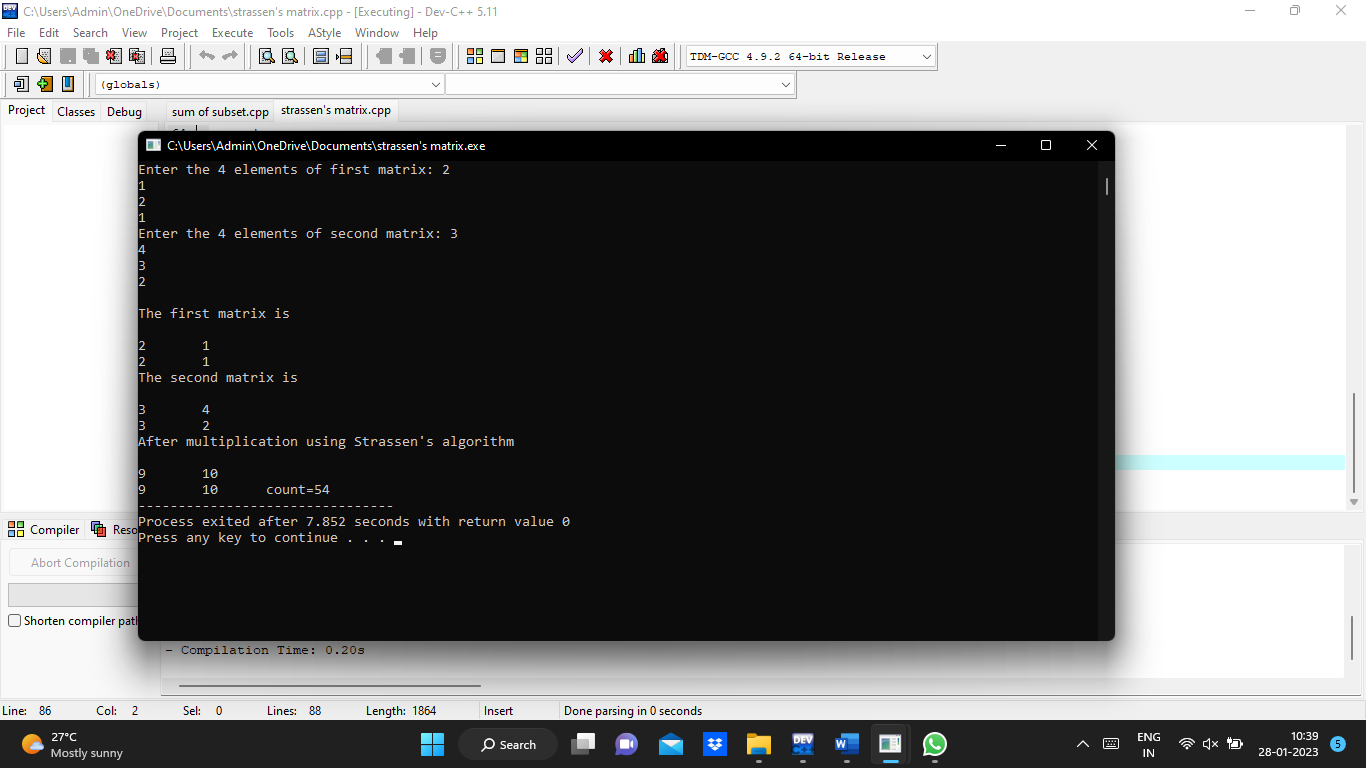 C:\Users\Admin\OneDrive\Documents\strassen's matrix.cpp - [Executing] - Dev-C++ 5.11
File Edit Search View Project Execute Tools AStyle Window Help
TDM-GCC 4.9.2 64-bit Release
(globals)
Project Classes Debug sum of subset.cpp strassen's matrix.cpp
C:\Users\Admin\OneDrive\Documents\strassen's matrix.exe
Enter the 4 elements of first matrix: 2
1
2
1
Enter the 4 elements of second matrix: 3
4
3
2
The first matrix is
2 1
2 1
The second matrix is
3 4
3 2
After multiplication using Strassen's algorithm
9 10
9 10 count=54
--------------------------------
Process exited after 7.852 seconds with return value 0
Press any key to continue . . .
Compiler Reso
Abort Compilation
Shorten compiler path
- Compilation Time: 0.20s
Line: 86 Col: 2 Sel: 0 Lines: 88 Length: 1864 Insert Done parsing in 0 seconds
27°C
Mostly sunny
Search
DEV
W
ENG
IN
10:39
28-01-2023
5